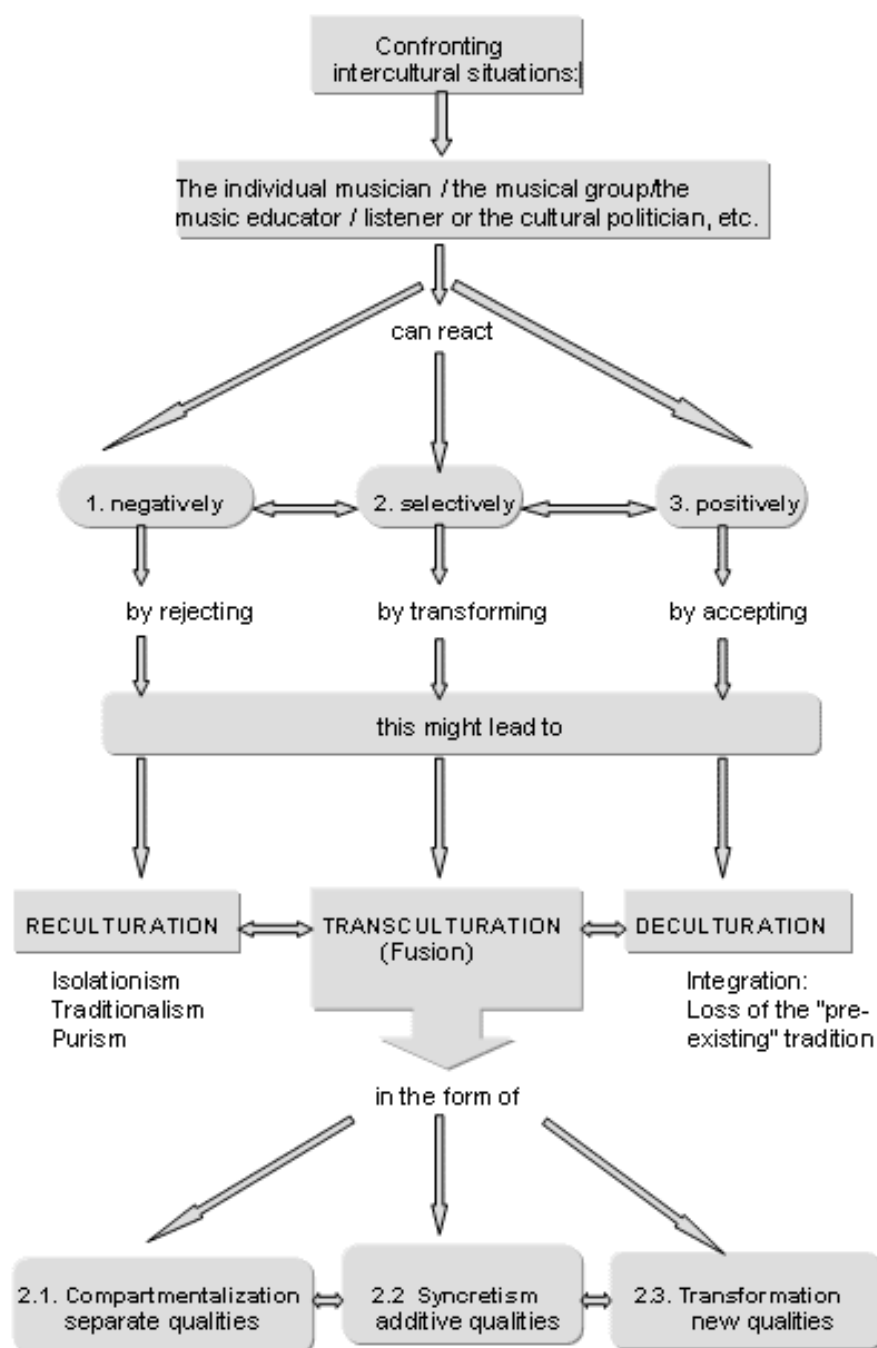 Confronting
intercultural situations:
The individual musician / the musical group/the
music educator / listener or the cultural politician, etc.
can react
1. negatively
2. selectively
3. positively
by rejecting
by transforming
by accepting
this might lead to
RECULTURATION
TRANSCULTURATION
(Fusion)
DECULTURATION
Isolationism
Traditionalism
Purism
Integration:
Loss of the "pre-
existing" tradition
in the form of
2.1. Compartmentalization
separate qualities
2.2 Syncretism
additive qualities
2.3. Transformation
new qualities